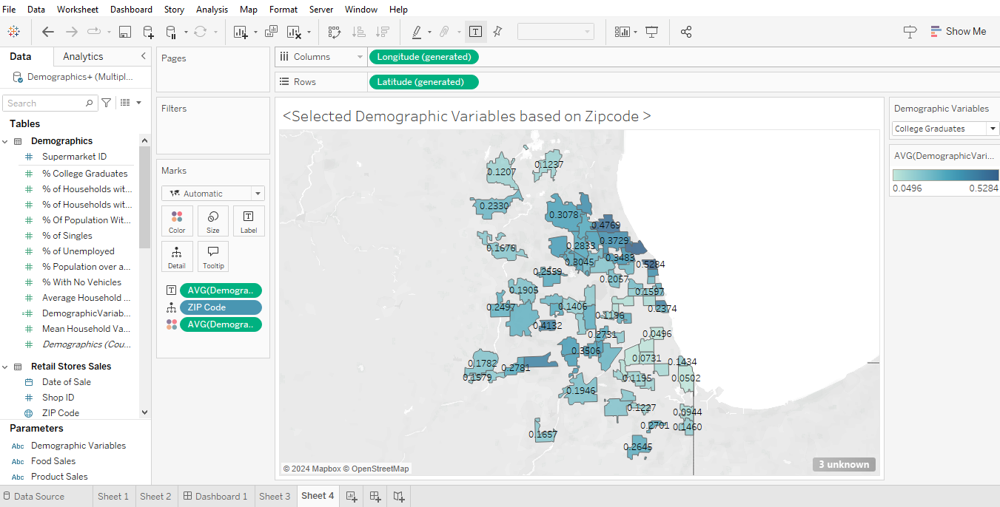 File Data Worksheet Dashboard Story Analysis Map Format Server Window Help
Show Me
Data Analytics
Demographics+ (Multipl...
Search
Tables
Demographics
Supermarket ID
% College Graduates
% of Households wit...
% of Households wit...
% Of Population Wit...
% of Singles
% of Unemployed
% Population over a...
% With No Vehicles
Average Household ...
DemographicVariab...
Mean Household Va...
Demographics (Cou...
Retail Stores Sales
Date of Sale
Shop ID
ZIP Code
Parameters
Abc Demographic Variables
Abc Food Sales
Abc Product Sales
Pages
Filters
Marks
Automatic
Color Size Label
Detail Tooltip
AVG(Demogra..
ZIP Code
AVG(Demogra..
Columns Longitude (generated)
Rows Latitude (generated)
<Selected Demographic Variables based on Zipcode >
0.1237
0.1207
0.2330
0.3078
0.4769
0.3729
0.2833
0.1676
0.3483
0.3045
0.5284
0.2559
0.2057
0.1905
0.1597
0.2497
0.1406
0.2374
0.1196
0.4132
0.2731
0.0496
0.3506
0.0731
0.1782
0.1434
0.2781
0.1579
0.1195
0.0502
0.1946
0.1227
0.0944
0.2701
0.1460
0.1657
0.2645
© 2024 Mapbox © OpenStreetMap
3 unknown
Demographic Variables
College Graduates
AVG(DemographicVari...
0.0496 0.5284
Data Source Sheet 1 Sheet 2 Dashboard 1 Sheet 3 Sheet 4